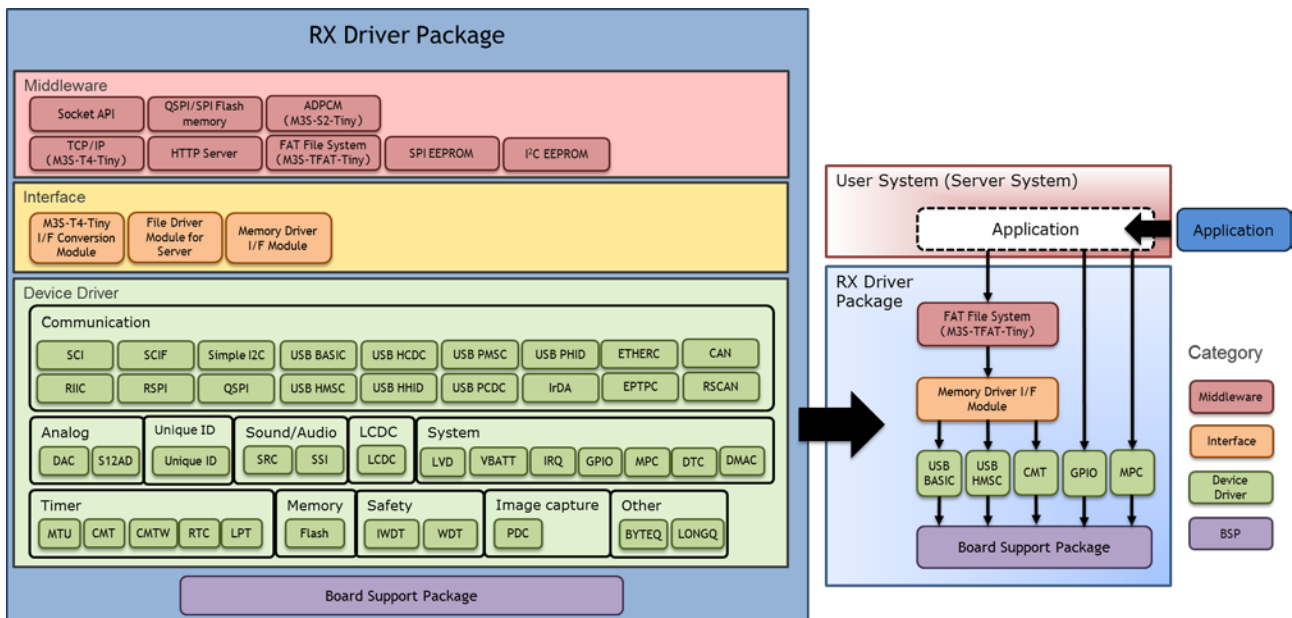 RX Driver Package
Middleware
Socket API
QSPI/SPI Flash
memory
ADPCM
(M3S-S2-Tiny)
TCP/IP
(M3S-T4-Tiny)
HTTP Server
FAT File System
(M3S-TFAT-Tiny)
SPI EEPROM
I²C EEPROM
Interface
M3S-T4-Tiny
I/F Conversion
Module
File Driver
Module for
Server
Memory Driver
I/F Module
Device Driver
Communication
SCI
SCIF
Simple I2C
USB BASIC
USB HCDC
USB PMSC
USB PHID
ETHERC
CAN
RIIC
RSPI
QSPI
USB HMSC
USB HHID
USB PCDC
IrDA
EPTPC
RSCAN
Analog
DAC
S12AD
Unique ID
Unique ID
Sound/Audio
SRC
SSI
LCDC
LCDC
System
LVD
VBATT
IRQ
GPIO
MPC
DTC
DMAC
Timer
MTU
CMT
CMTW
RTC
LPT
Memory
Flash
Safety
IWDT
WDT
Image capture
PDC
Other
BYTEQ
LONGQ
Board Support Package
User System (Server System)
Application
Application
RX Driver
Package
FAT File System
(M3S-TFAT-Tiny)
Memory Driver I/F
Module
USB
BASIC
USB
HMSC
CMT
GPIO
MPC
Board Support Package
Category
Middleware
Interface
Device
Driver
BSP